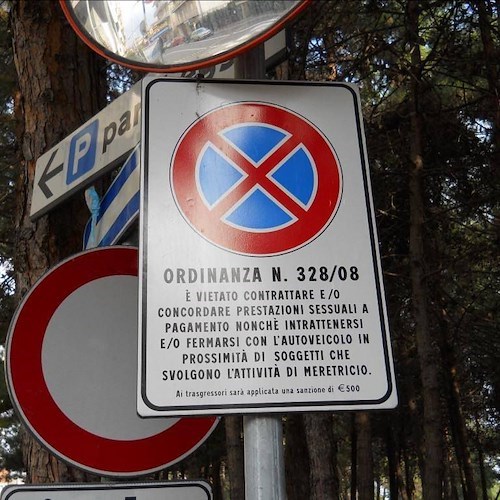 P par
ORDINANZA N. 328/08
È VIETATO CONTRATTARE E/O
CONCORDARE PRESTAZIONI SESSUALI A
PAGAMENTO NONCHÈ INTRATTENERSI
E/O FERMARSI CON L'AUTOVEICOLO IN
PROSSIMITÀ DI SOGGETTI CHE
SVOLGONO L'ATTIVITÀ DI MERETRICIO.
Ai trasgressori sarà applicata una sanzione di €500